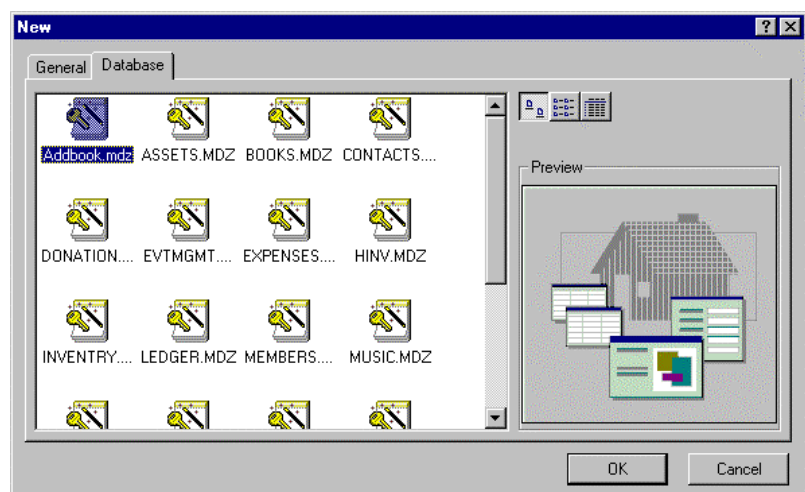 New
General Database
Addbook.mdz ASSETS.MDZ BOOKS.MDZ CONTACTS....
Preview
DONATION.... EVTMGMT.... EXPENSES.... HINV.MDZ
INVENTRY.... LEDGER.MDZ MEMBERS.... MUSIC.MDZ
OK Cancel